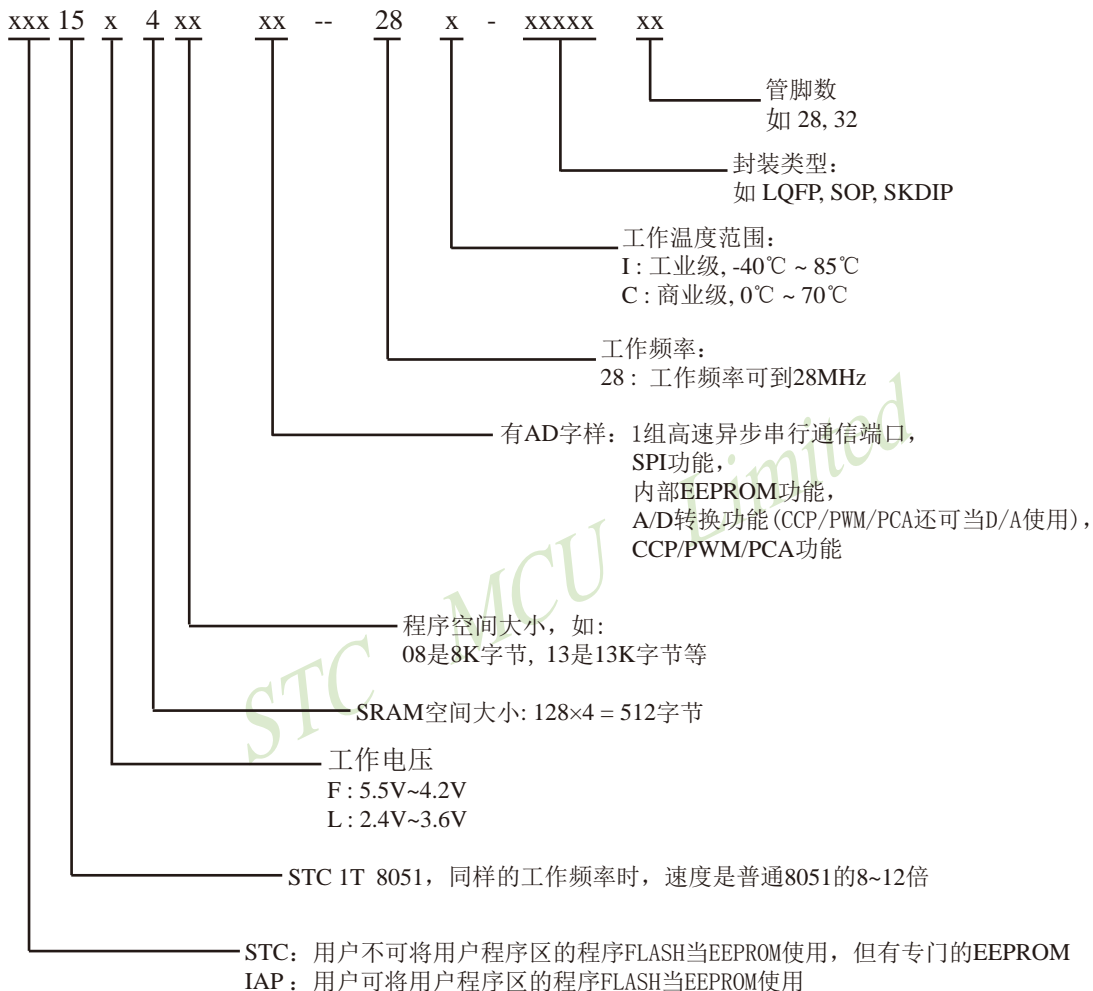 xxx 15 x 4 xx xx -- 28 x - xxxxx xx
管脚数
如 28, 32
封装类型：
如 LQFP, SOP, SKDIP
工作温度范围：
I : 工业级, -40℃ ~ 85℃
C : 商业级, 0℃ ~ 70℃
工作频率：
28 : 工作频率可到28MHz
有AD字样：1组高速异步串行通信端口，
SPI功能，
内部EEPROM功能，
A/D转换功能(CCP/PWM/PCA还可当D/A使用)，
CCP/PWM/PCA功能
程序空间大小，如：
08是8K字节, 13是13K字节等
SRAM空间大小: 128×4 = 512字节
工作电压
F : 5.5V~4.2V
L : 2.4V~3.6V
STC 1T 8051，同样的工作频率时，速度是普通8051的8~12倍
STC：用户不可将用户程序区的程序FLASH当EEPROM使用，但有专门的EEPROM
IAP：用户可将用户程序区的程序FLASH当EEPROM使用
STC MCU Limited